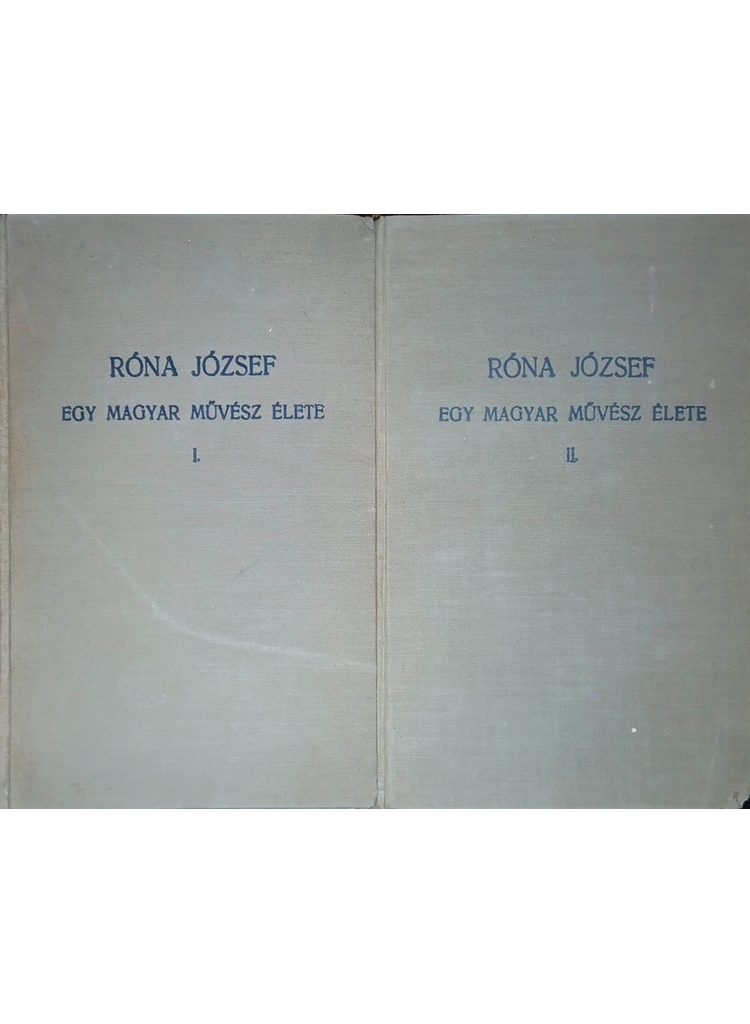 RÓNA JÓZSEF
EGY MAGYAR MŰVÉSZ ÉLETE
I.
RÓNA JÓZSEF
EGY MAGYAR MŰVÉSZ ÉLETE
II.